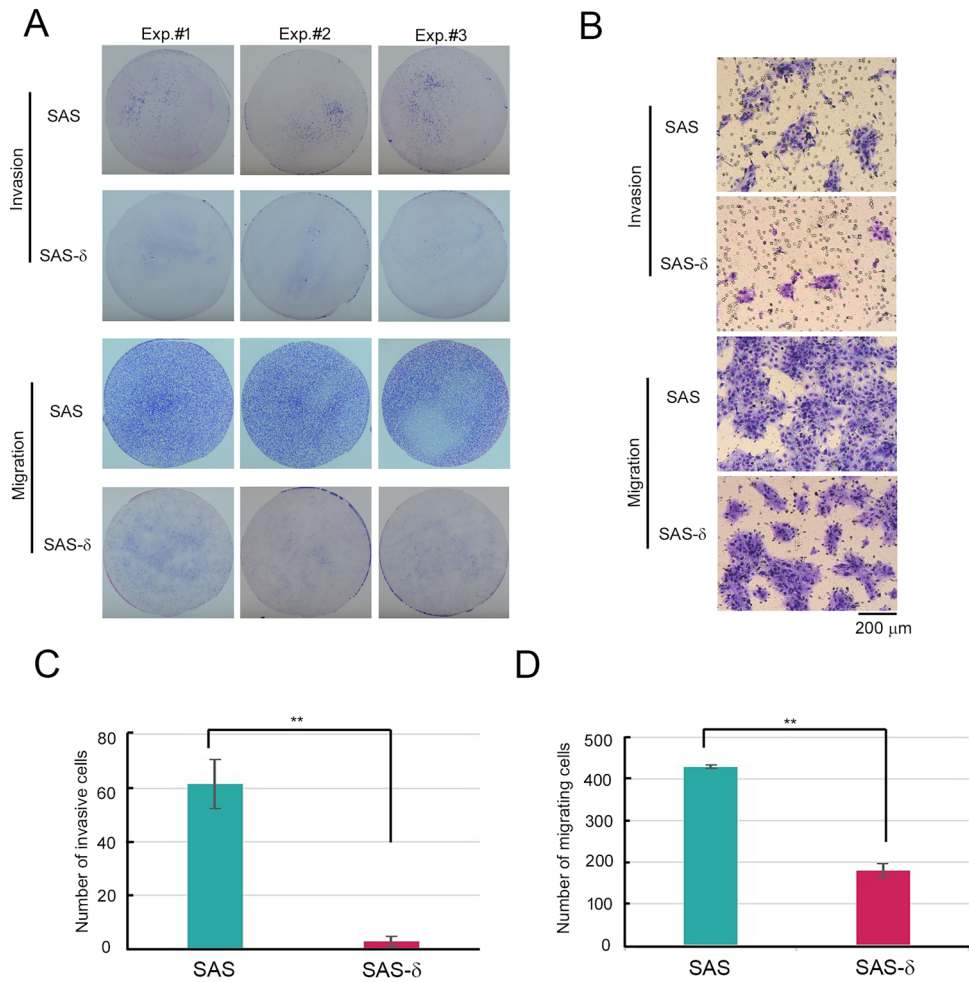 A
Exp.#1 Exp.#2 Exp.#3
Invasion
SAS
SAS-δ
Migration
SAS
SAS-δ
B
Invasion
SAS
SAS-δ
Migration
SAS
SAS-δ
200 μm
C
Number of invasive cells
80
60
40
20
0
**
SAS SAS-δ
D
Number of migrating cells
500
400
300
200
100
0
**
SAS SAS-δ